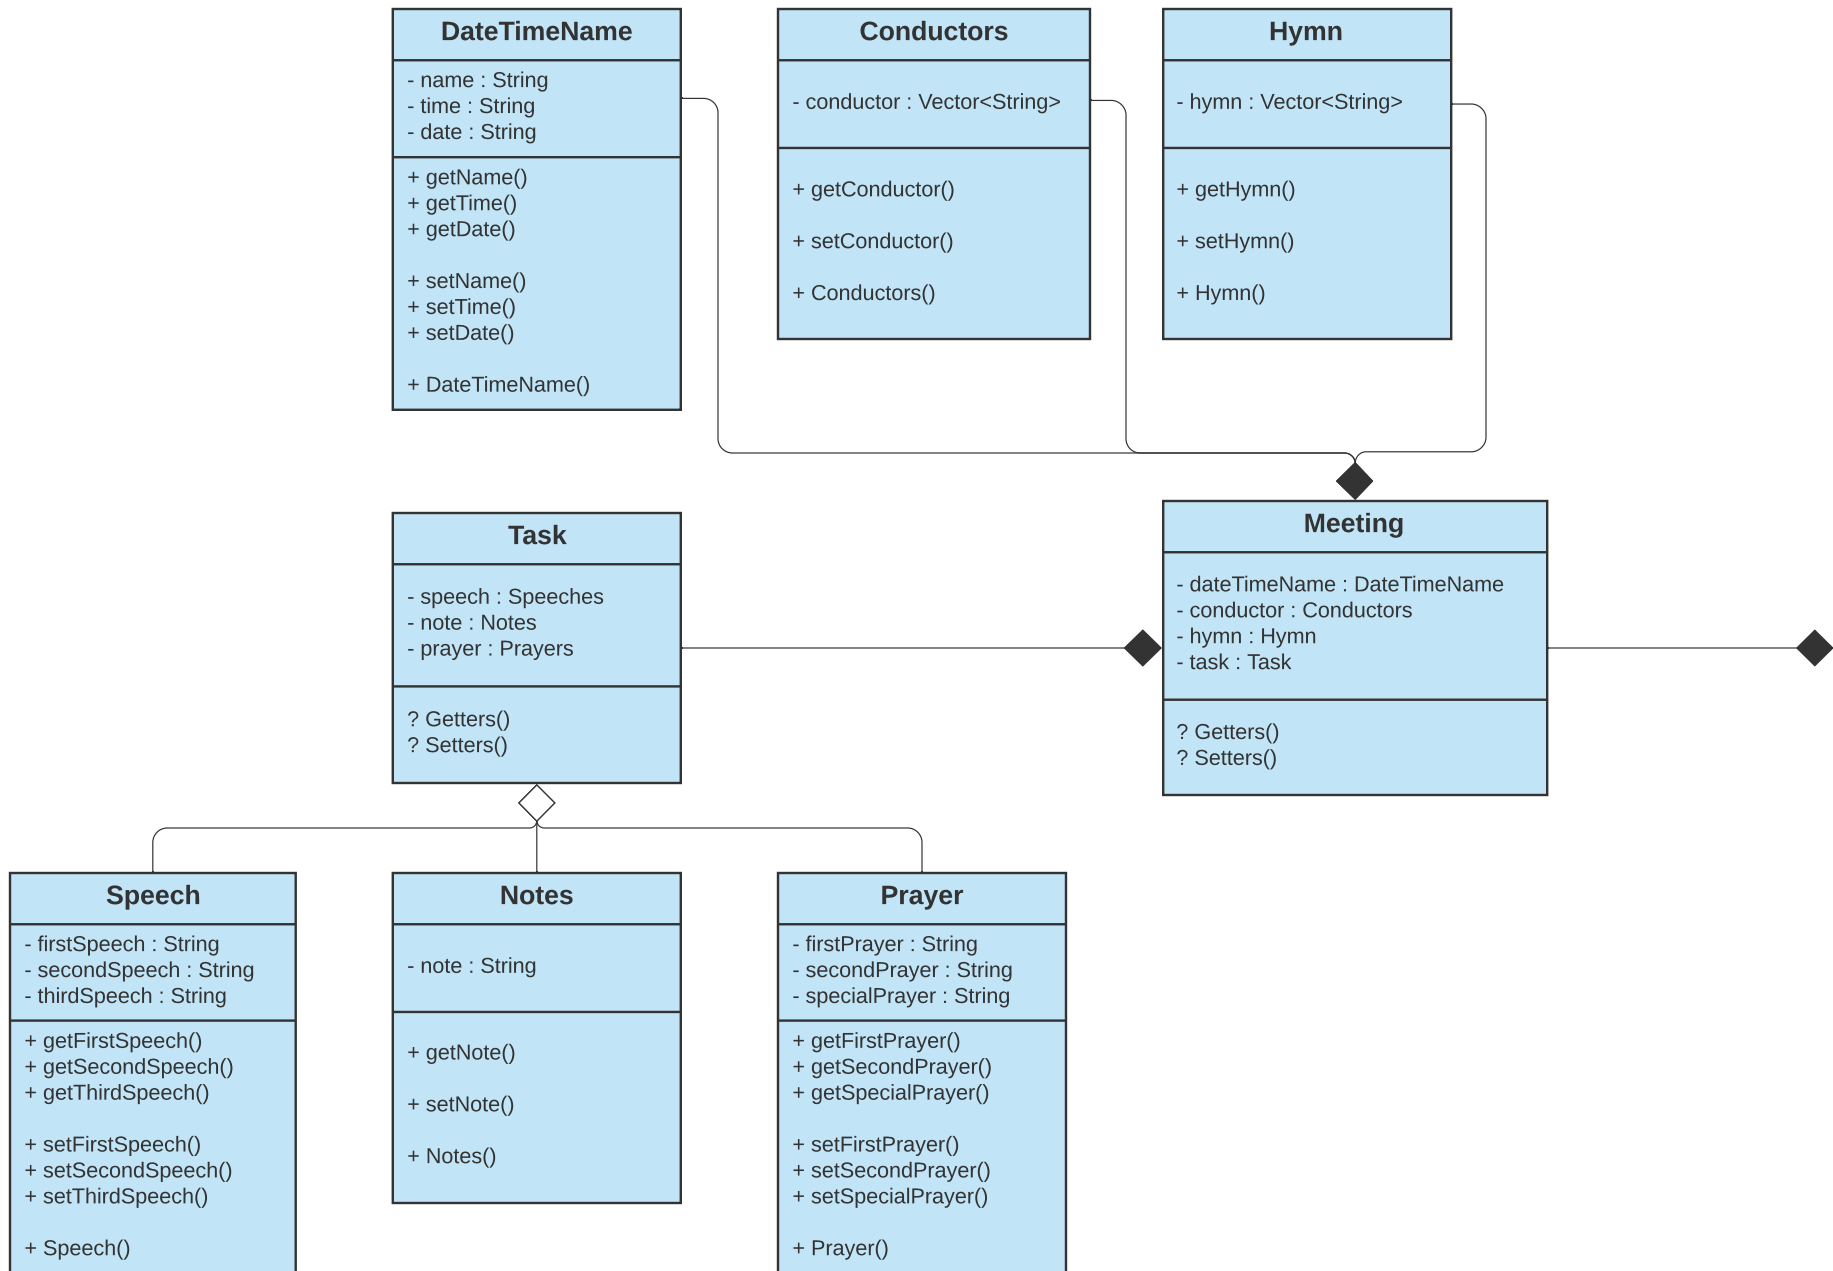 DateTimeName
- name : String
- time : String
- date : String
+ getName()
+ getTime()
+ getDate()
+ setName()
+ setTime()
+ setDate()
+ DateTimeName()
Conductors
- conductor : Vector<String>
+ getConductor()
+ setConductor()
+ Conductors()
Hymn
- hymn : Vector<String>
+ getHymn()
+ setHymn()
+ Hymn()
Task
- speech : Speeches
- note : Notes
- prayer : Prayers
? Getters()
? Setters()
Meeting
- dateTimeName : DateTimeName
- conductor : Conductors
- hymn : Hymn
- task : Task
? Getters()
? Setters()
Speech
- firstSpeech : String
- secondSpeech : String
- thirdSpeech : String
+ getFirstSpeech()
+ getSecondSpeech()
+ getThirdSpeech()
+ setFirstSpeech()
+ setSecondSpeech()
+ setThirdSpeech()
+ Speech()
Notes
- note : String
+ getNote()
+ setNote()
+ Notes()
Prayer
- firstPrayer : String
- secondPrayer : String
- specialPrayer : String
+ getFirstPrayer()
+ getSecondPrayer()
+ getSpecialPrayer()
+ setFirstPrayer()
+ setSecondPrayer()
+ setSpecialPrayer()
+ Prayer()